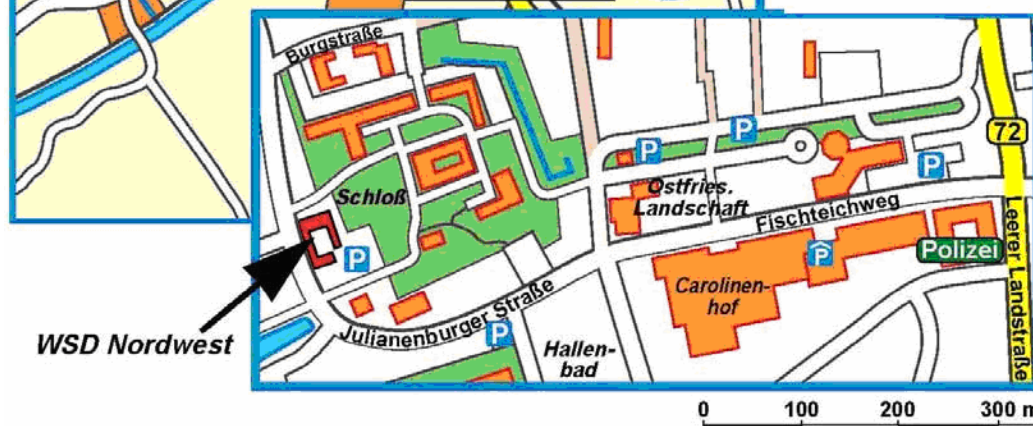 Burgstraße
P
P
72
P
Schloß
Ostfries.
Landschaft
Fischteichweg
Leerer Landstraße
P
P
Polizei
Carolinen-
hof
WSD Nordwest
Julianenburger Straße
P
Hallen-
bad
0 100 200 300 m